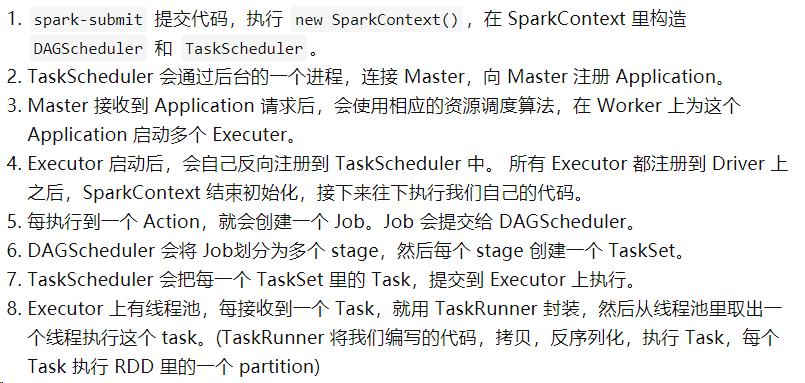 1. spark-submit 提交代码，执行 new SparkContext()，在 SparkContext 里构造
DAGScheduler 和 TaskScheduler。
2. TaskScheduler 会通过后台的一个进程，连接 Master，向 Master 注册 Application。
3. Master 接收到 Application 请求后，会使用相应的资源调度算法，在 Worker 上为这个
Application 启动多个 Executer。
4. Executor 启动后，会自己反向注册到 TaskScheduler 中。 所有 Executor 都注册到 Driver 上
之后，SparkContext 结束初始化，接下来往下执行我们自己的代码。
5. 每执行到一个 Action，就会创建一个 Job。Job 会提交给 DAGScheduler。
6. DAGScheduler 会将 Job划分为多个 stage，然后每个 stage 创建一个 TaskSet。
7. TaskScheduler 会把每一个 TaskSet 里的 Task，提交到 Executor 上执行。
8. Executor 上有线程池，每接收到一个 Task，就用 TaskRunner 封装，然后从线程池里取出一
个线程执行这个 task。(TaskRunner 将我们编写的代码，拷贝，反序列化，执行 Task，每个
Task 执行 RDD 里的一个 partition)